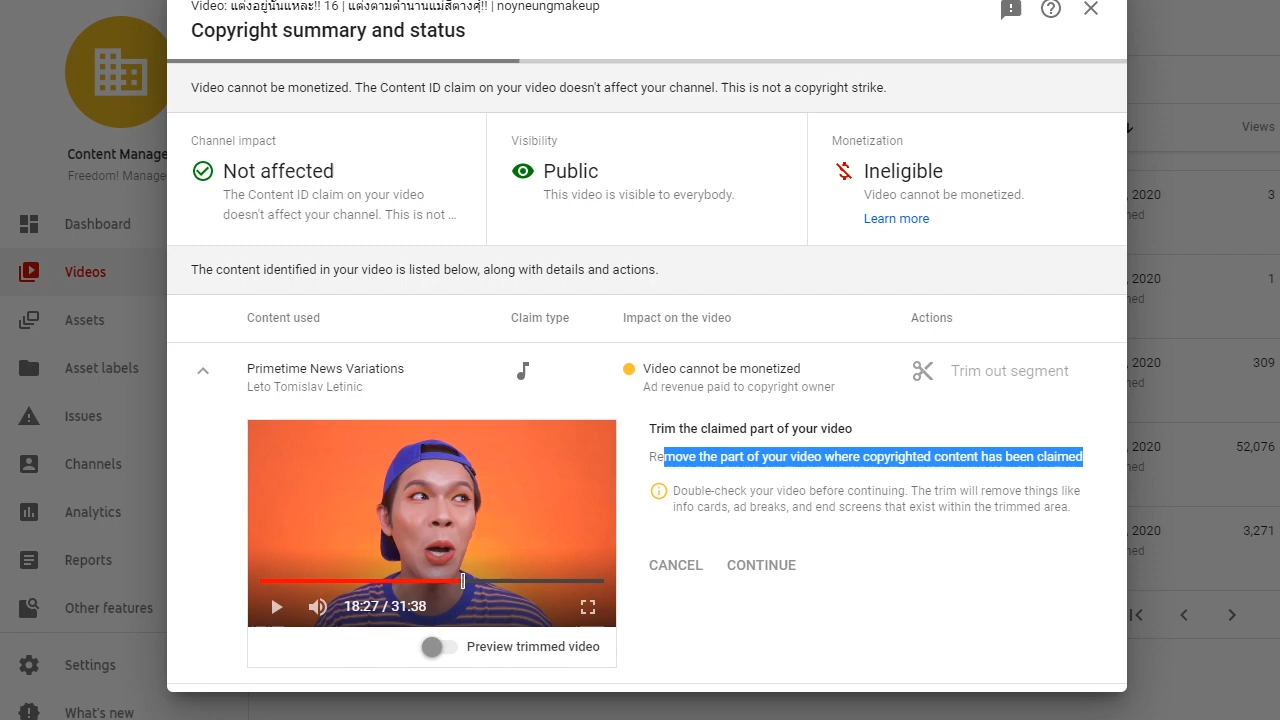 Video: แต่งอยู่นั่นแหละ!! 16 | แต่งตามตำนานแม่สี่ตางศุ์!! | noyneungmakeup
Copyright summary and status
Video cannot be monetized. The Content ID claim on your video doesn't affect your channel. This is not a copyright strike.
Channel impact
Not affected
The Content ID claim on your video
doesn't affect your channel. This is not ...
Visibility
Public
This video is visible to everybody.
Monetization
Ineligible
Video cannot be monetized.
Learn more
The content identified in your video is listed below, along with details and actions.
Content used
Claim type
Impact on the video
Actions
Primetime News Variations
Leto Tomislav Letinic
Video cannot be monetized
Ad revenue paid to copyright owner
Trim out segment
18:27 / 31:38
Preview trimmed video
Trim the claimed part of your video
Remove the part of your video where copyrighted content has been claimed
Double-check your video before continuing. The trim will remove things like
info cards, ad breaks, and end screens that exist within the trimmed area.
CANCEL
CONTINUE
Content Manage
Freedom! Manage
Dashboard
Videos
Assets
Asset labels
Issues
Channels
Analytics
Reports
Other features
Settings
What's new
Views
, 2020
ned
3
, 2020
ned
1
, 2020
ned
309
, 2020
ned
52,076
, 2020
ned
3,271